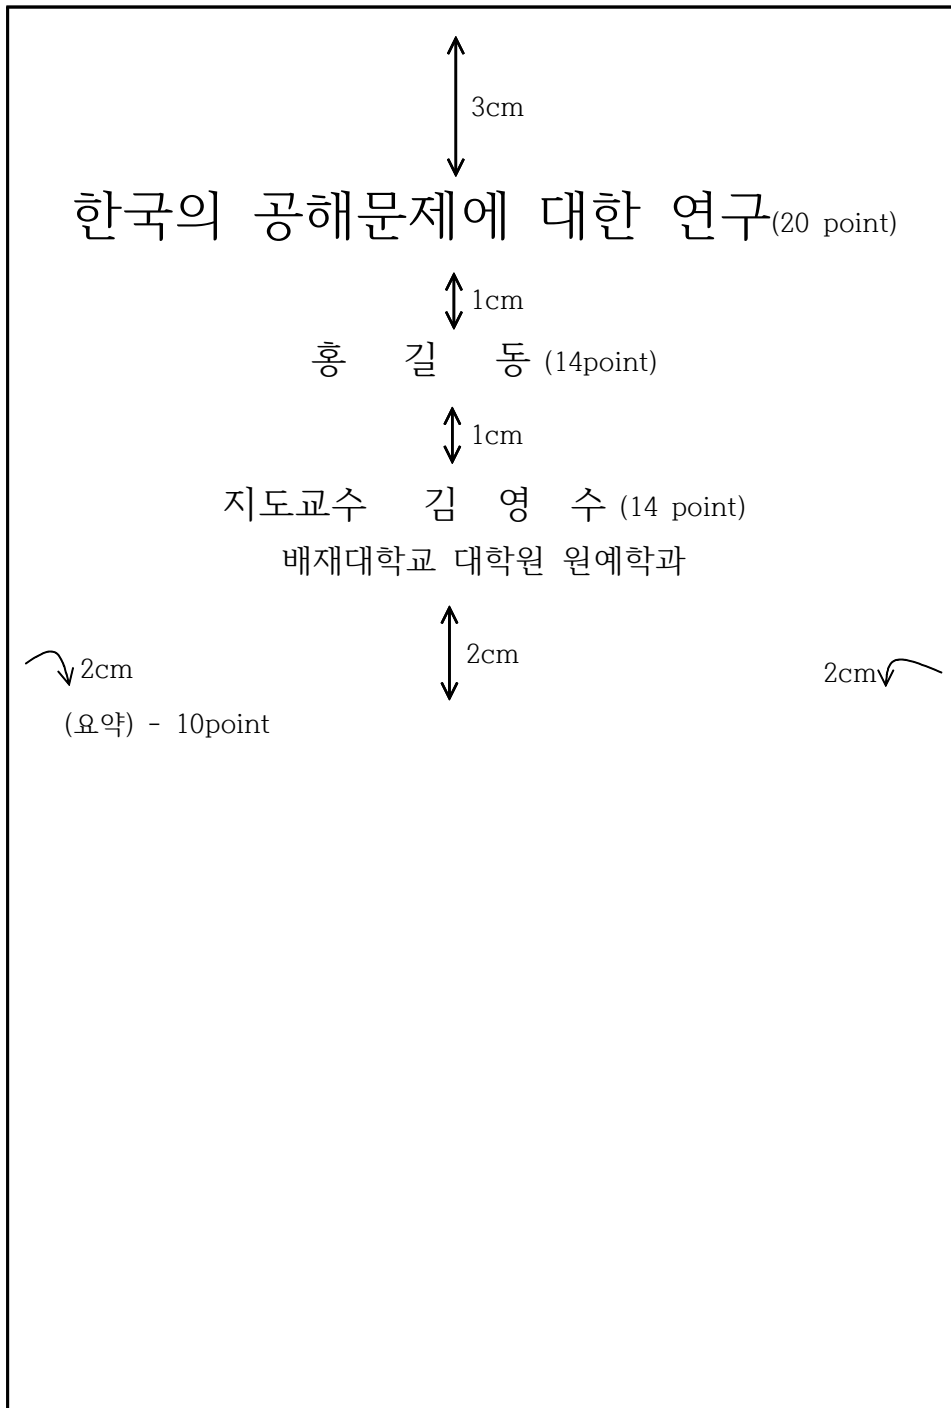 3cm
한국의 공해문제에 대한 연구(20 point)
1cm
홍 길 동 (14point)
1cm
지도교수 김 영 수 (14 point)
배재대학교 대학원 원예학과
2cm
2cm 2cm
(요약) - 10point